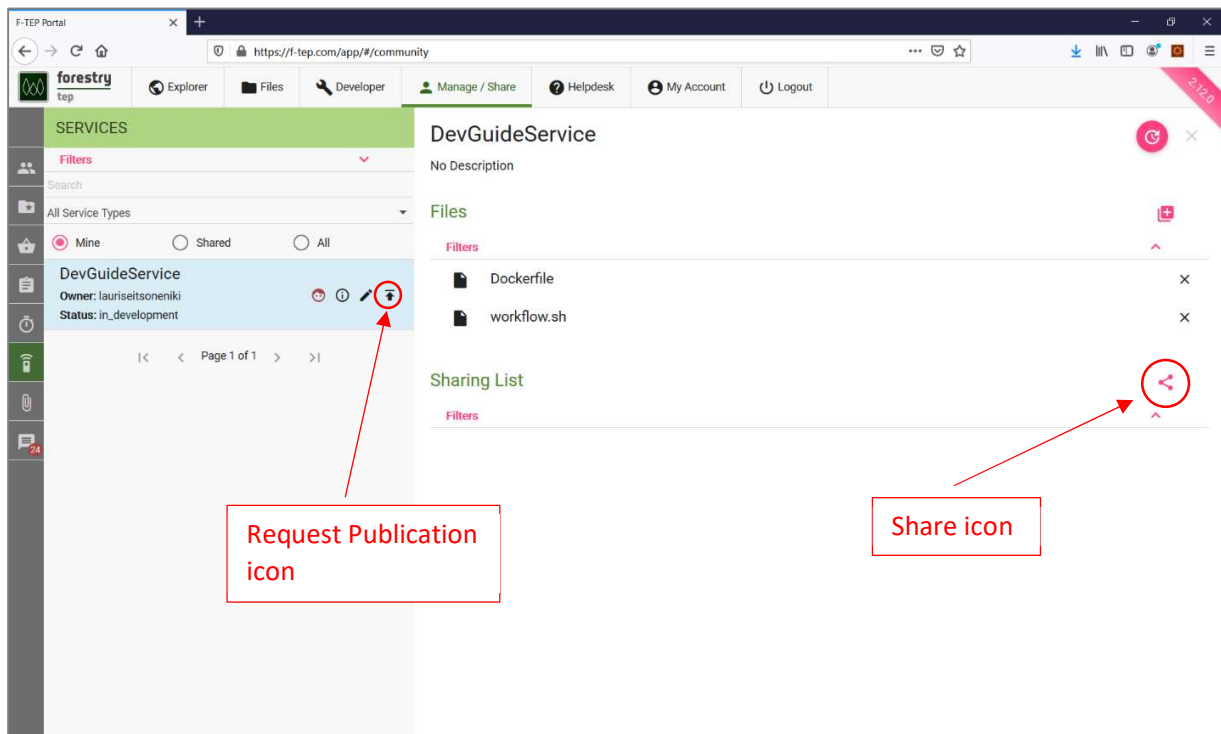 F-TEP Portal
https://f-tep.com/app/#/community
forestry
tep
Explorer
Files
Developer
Manage / Share
Helpdesk
My Account
Logout
2.12.0
SERVICES
Filters
Search
All Service Types
Mine
Shared
All
DevGuideService
Owner: lauriseitsoneniki
Status: in_development
Page 1 of 1
24
DevGuideService
No Description
Files
Filters
Dockerfile
workflow.sh
Sharing List
Filters
Request Publication
icon
Share icon